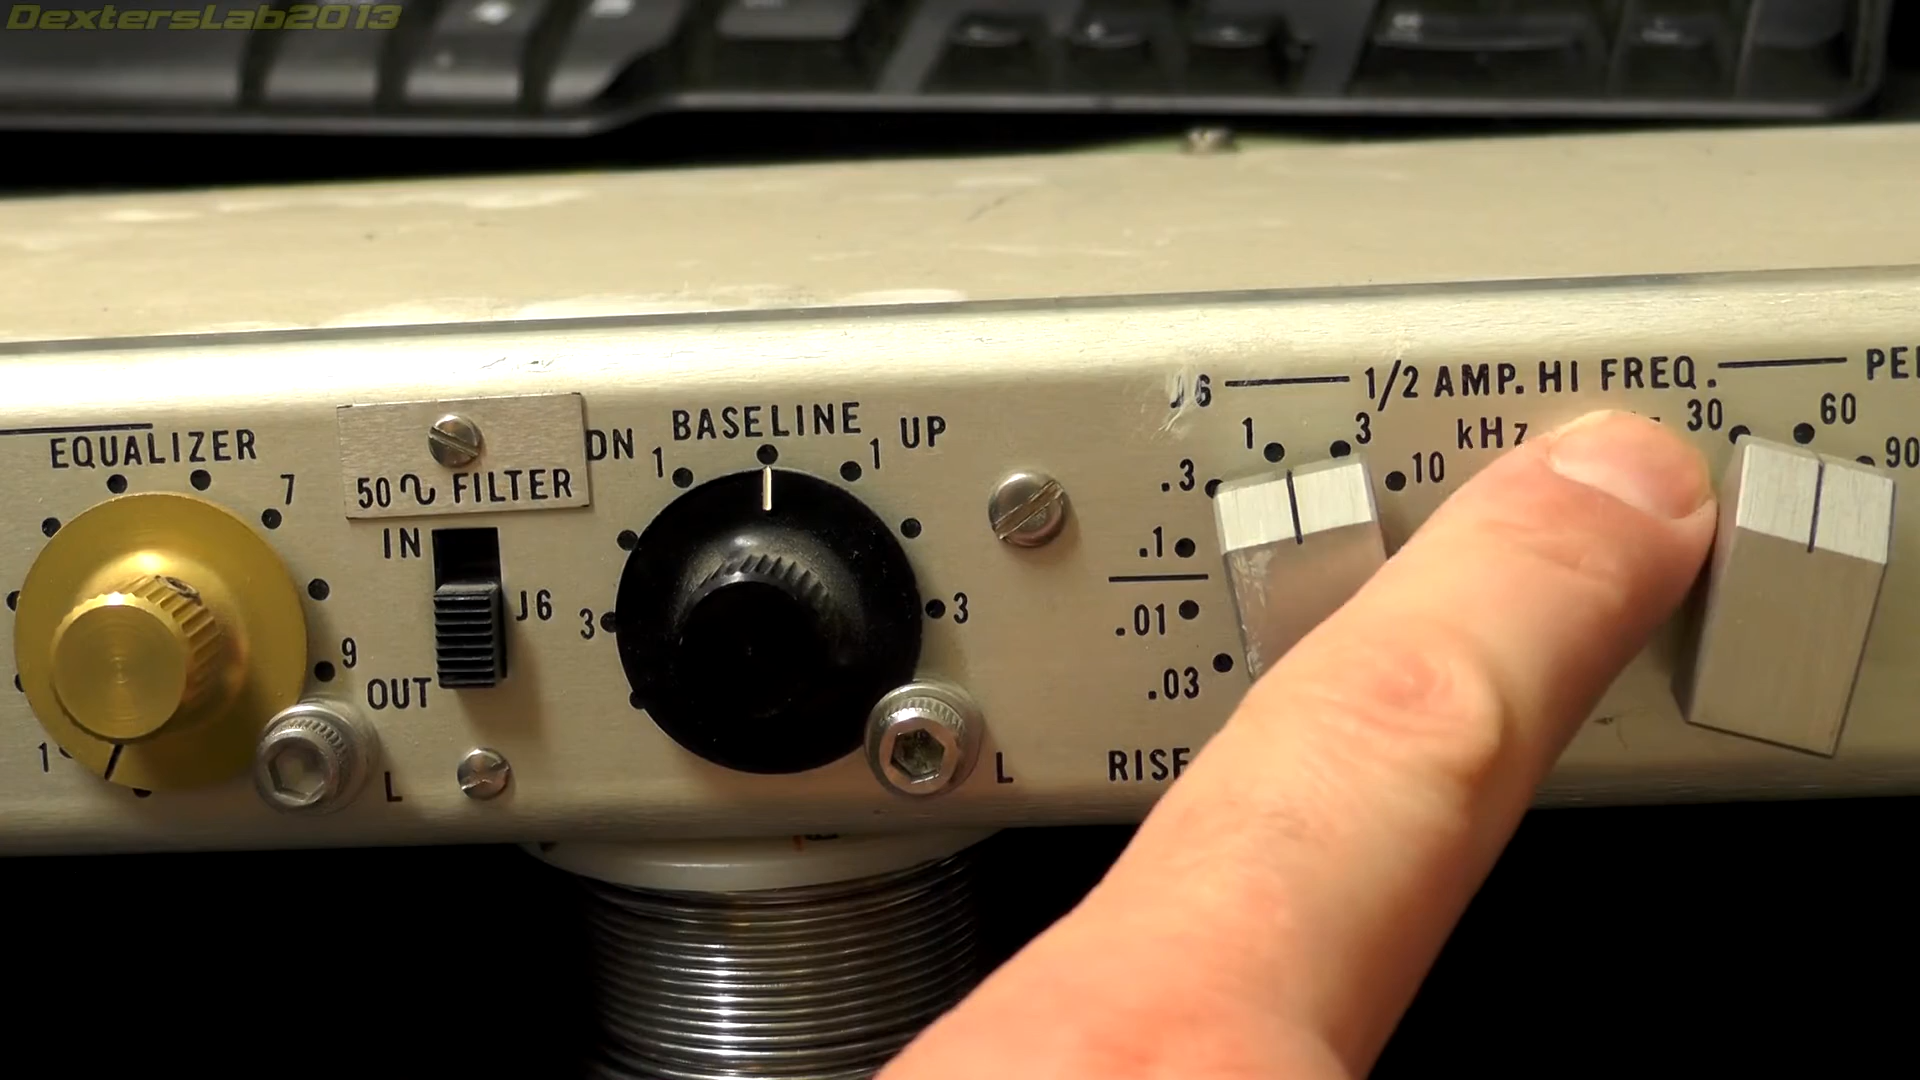 DextersLab2013
EQUALIZER
7
9
1
L
50 ∿ FILTER
IN
J6
OUT
DN BASELINE UP
1
1
3
3
L
J6 1/2 AMP. HI FREQ.
kHz
.3
1
3
10
.1
.01
.03
RISE
30
60
90